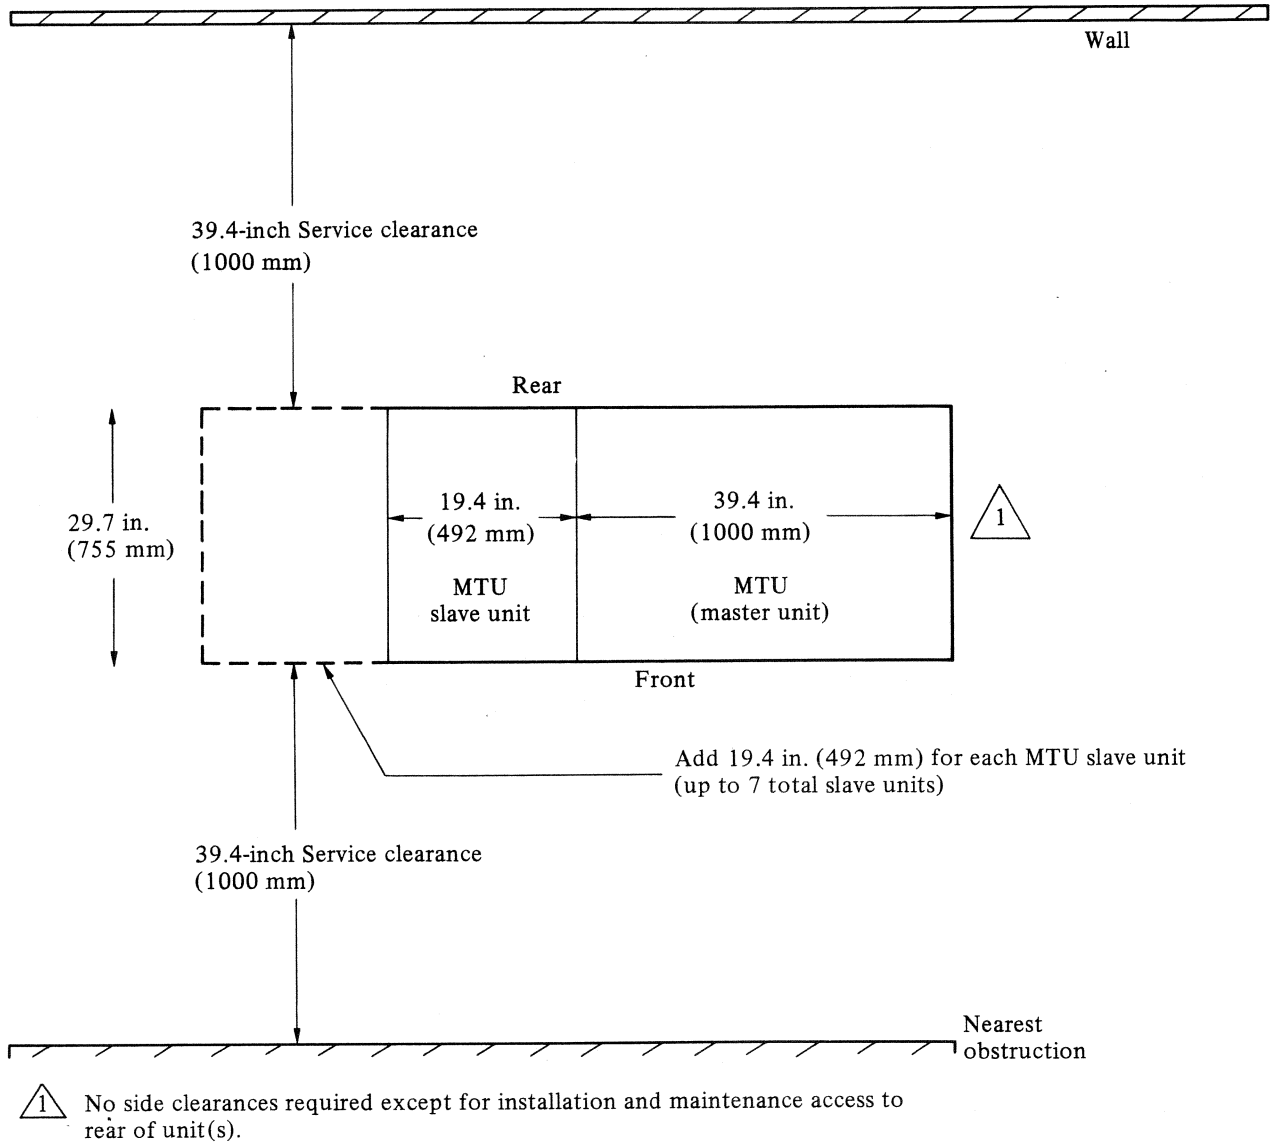 Wall
39.4-inch Service clearance
(1000 mm)
Rear
29.7 in.
(755 mm)
19.4 in.
(492 mm)
MTU
slave unit
39.4 in.
(1000 mm)
MTU
(master unit)
1
Front
Add 19.4 in. (492 mm) for each MTU slave unit
(up to 7 total slave units)
39.4-inch Service clearance
(1000 mm)
Nearest
obstruction
1 No side clearances required except for installation and maintenance access to
rear of unit(s).